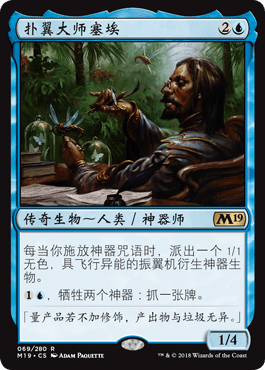 扑翼大师塞埃 2
传奇生物～人类 / 神器师 M19
每当你施放神器咒语时，派出一个 1/1
无色，具飞行异能的振翼机衍生神器生
物。
1，牺牲两个神器：抓一张牌。
「量产品若不加修饰，产出物与垃圾无异。」
1/4
069/280 R
M19 • CS Adam Paquette
™ & © 2018 Wizards of the Coast